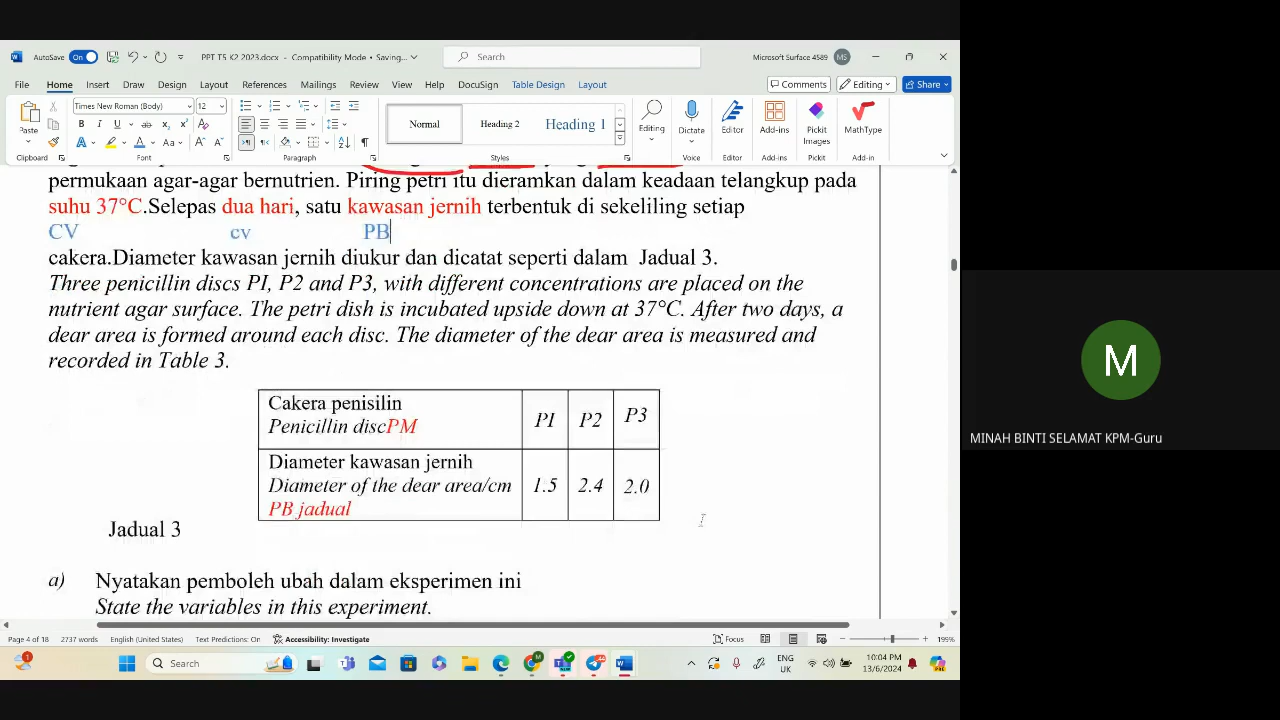 AutoSave On PPT T5 K2 2023.docx - Compatibility Mode • Saving... Search Microsoft Surface 4589 MS
File Home Insert Draw Design Layout References Mailings Review View Help DocuSign Table Design Layout Comments Editing Share
Times New Roman (Body) 12
Paste Normal Heading 2 Heading 1 Editing Dictate Editor Add-ins Pickit Images MathType
Clipboard Font Paragraph Styles Voice Add-ins Pickit Add-in
permukaan agar-agar bernutrien. Piring petri itu dieramkan dalam keadaan telangkup pada
suhu 37°C.Selepas dua hari, satu kawasan jernih terbentuk di sekeliling setiap
CV cv PB
cakera.Diameter kawasan jernih diukur dan dicatat seperti dalam Jadual 3.
Three penicillin discs PI, P2 and P3, with different concentrations are placed on the
nutrient agar surface. The petri dish is incubated upside down at 37°C. After two days, a
dear area is formed around each disc. The diameter of the dear area is measured and
recorded in Table 3.
Cakera penisilin
Penicillin discPM PI P2 P3
Diameter kawasan jernih
Diameter of the dear area/cm 1.5 2.4 2.0
PB jadual
Jadual 3
a) Nyatakan pemboleh ubah dalam eksperimen ini
State the variables in this experiment.
Page 4 of 18 2737 words English (United States) Text Predictions: On Accessibility: Investigate Focus 199%
Search ENG UK 10:04 PM 13/6/2024
M
MINAH BINTI SELAMAT KPM-Guru